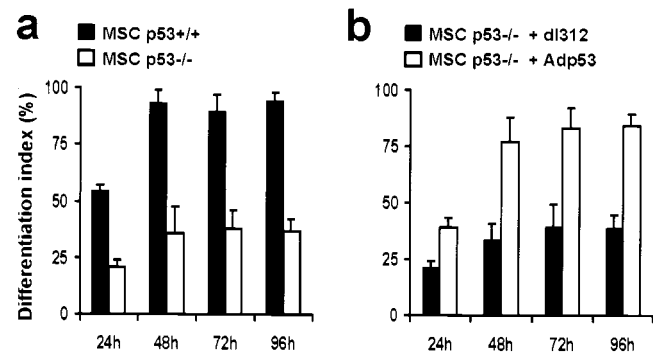 a
MSC p53+/+
MSC p53-/-
Differentiation index (%)
100
75
50
25
0
24h 48h 72h 96h
b
MSC p53-/- + dl312
MSC p53-/- + Adp53
100
75
50
25
0
24h 48h 72h 96h